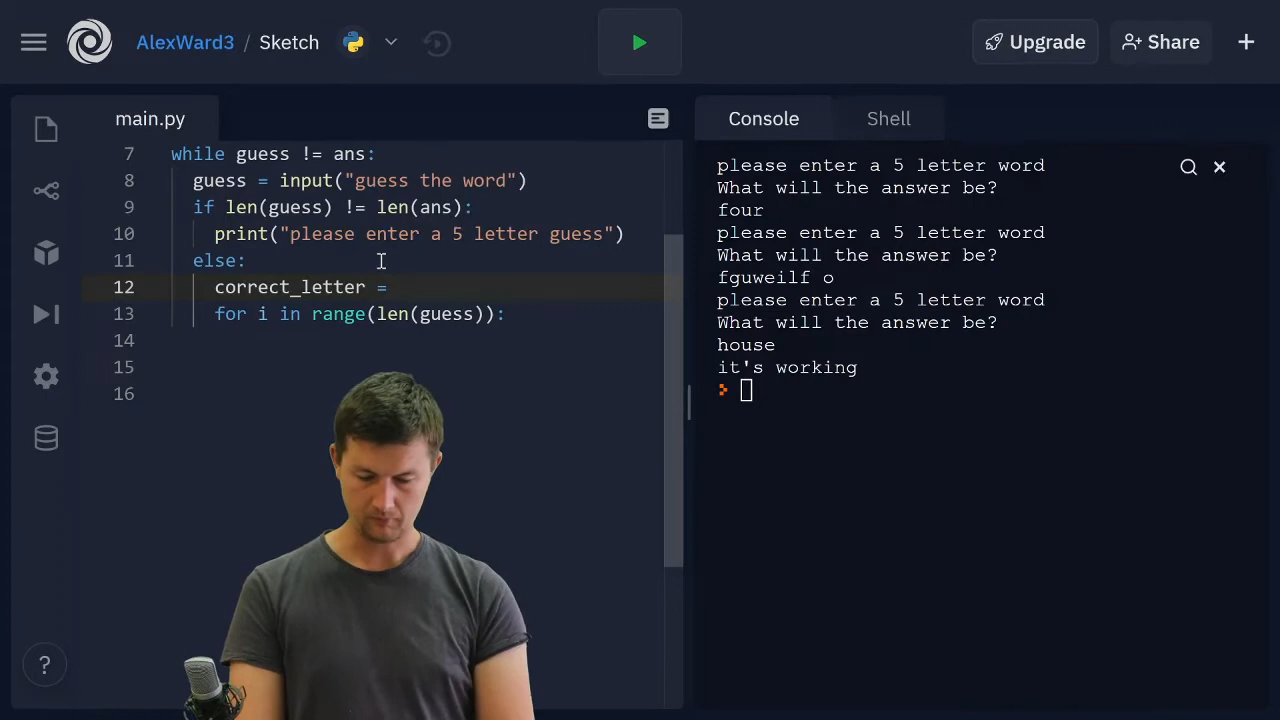 AlexWard3 / Sketch
Upgrade
Share
main.py
Console
Shell
7 while guess != ans:
8 guess = input("guess the word")
9 if len(guess) != len(ans):
10 print("please enter a 5 letter guess")
11 else:
12 correct_letter =
13 for i in range(len(guess)):
14
15
16
please enter a 5 letter word
What will the answer be?
four
please enter a 5 letter word
What will the answer be?
fguweilf o
please enter a 5 letter word
What will the answer be?
house
it's working
?